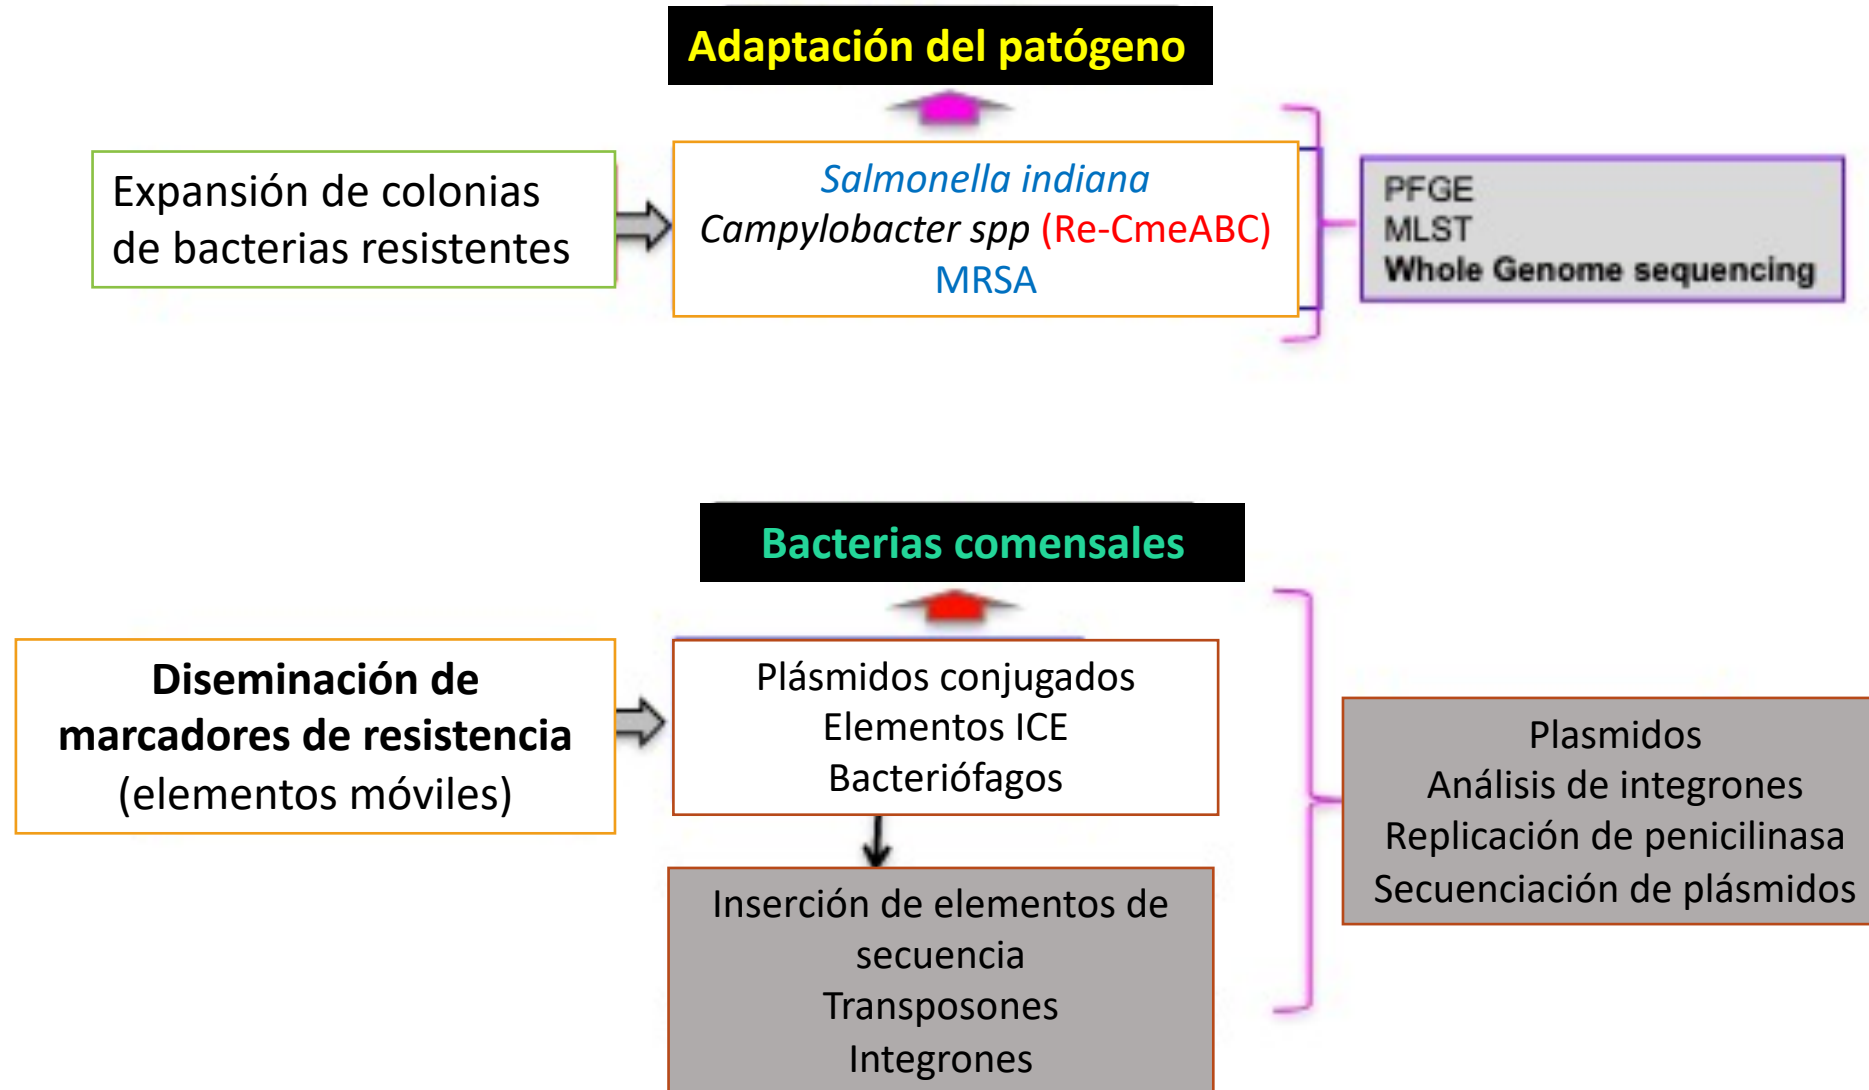 Adaptación del patógeno
Expansión de colonias
de bacterias resistentes
Salmonella indiana
Campylobacter spp (Re-CmeABC)
MRSA
PFGE
MLST
Whole Genome sequencing
Bacterias comensales
Diseminación de
marcadores de resistencia
(elementos móviles)
Plásmidos conjugados
Elementos ICE
Bacteriófagos
Inserción de elementos de
secuencia
Transposones
Integrones
Plasmidos
Análisis de integrones
Replicación de penicilinasa
Secuenciación de plásmidos